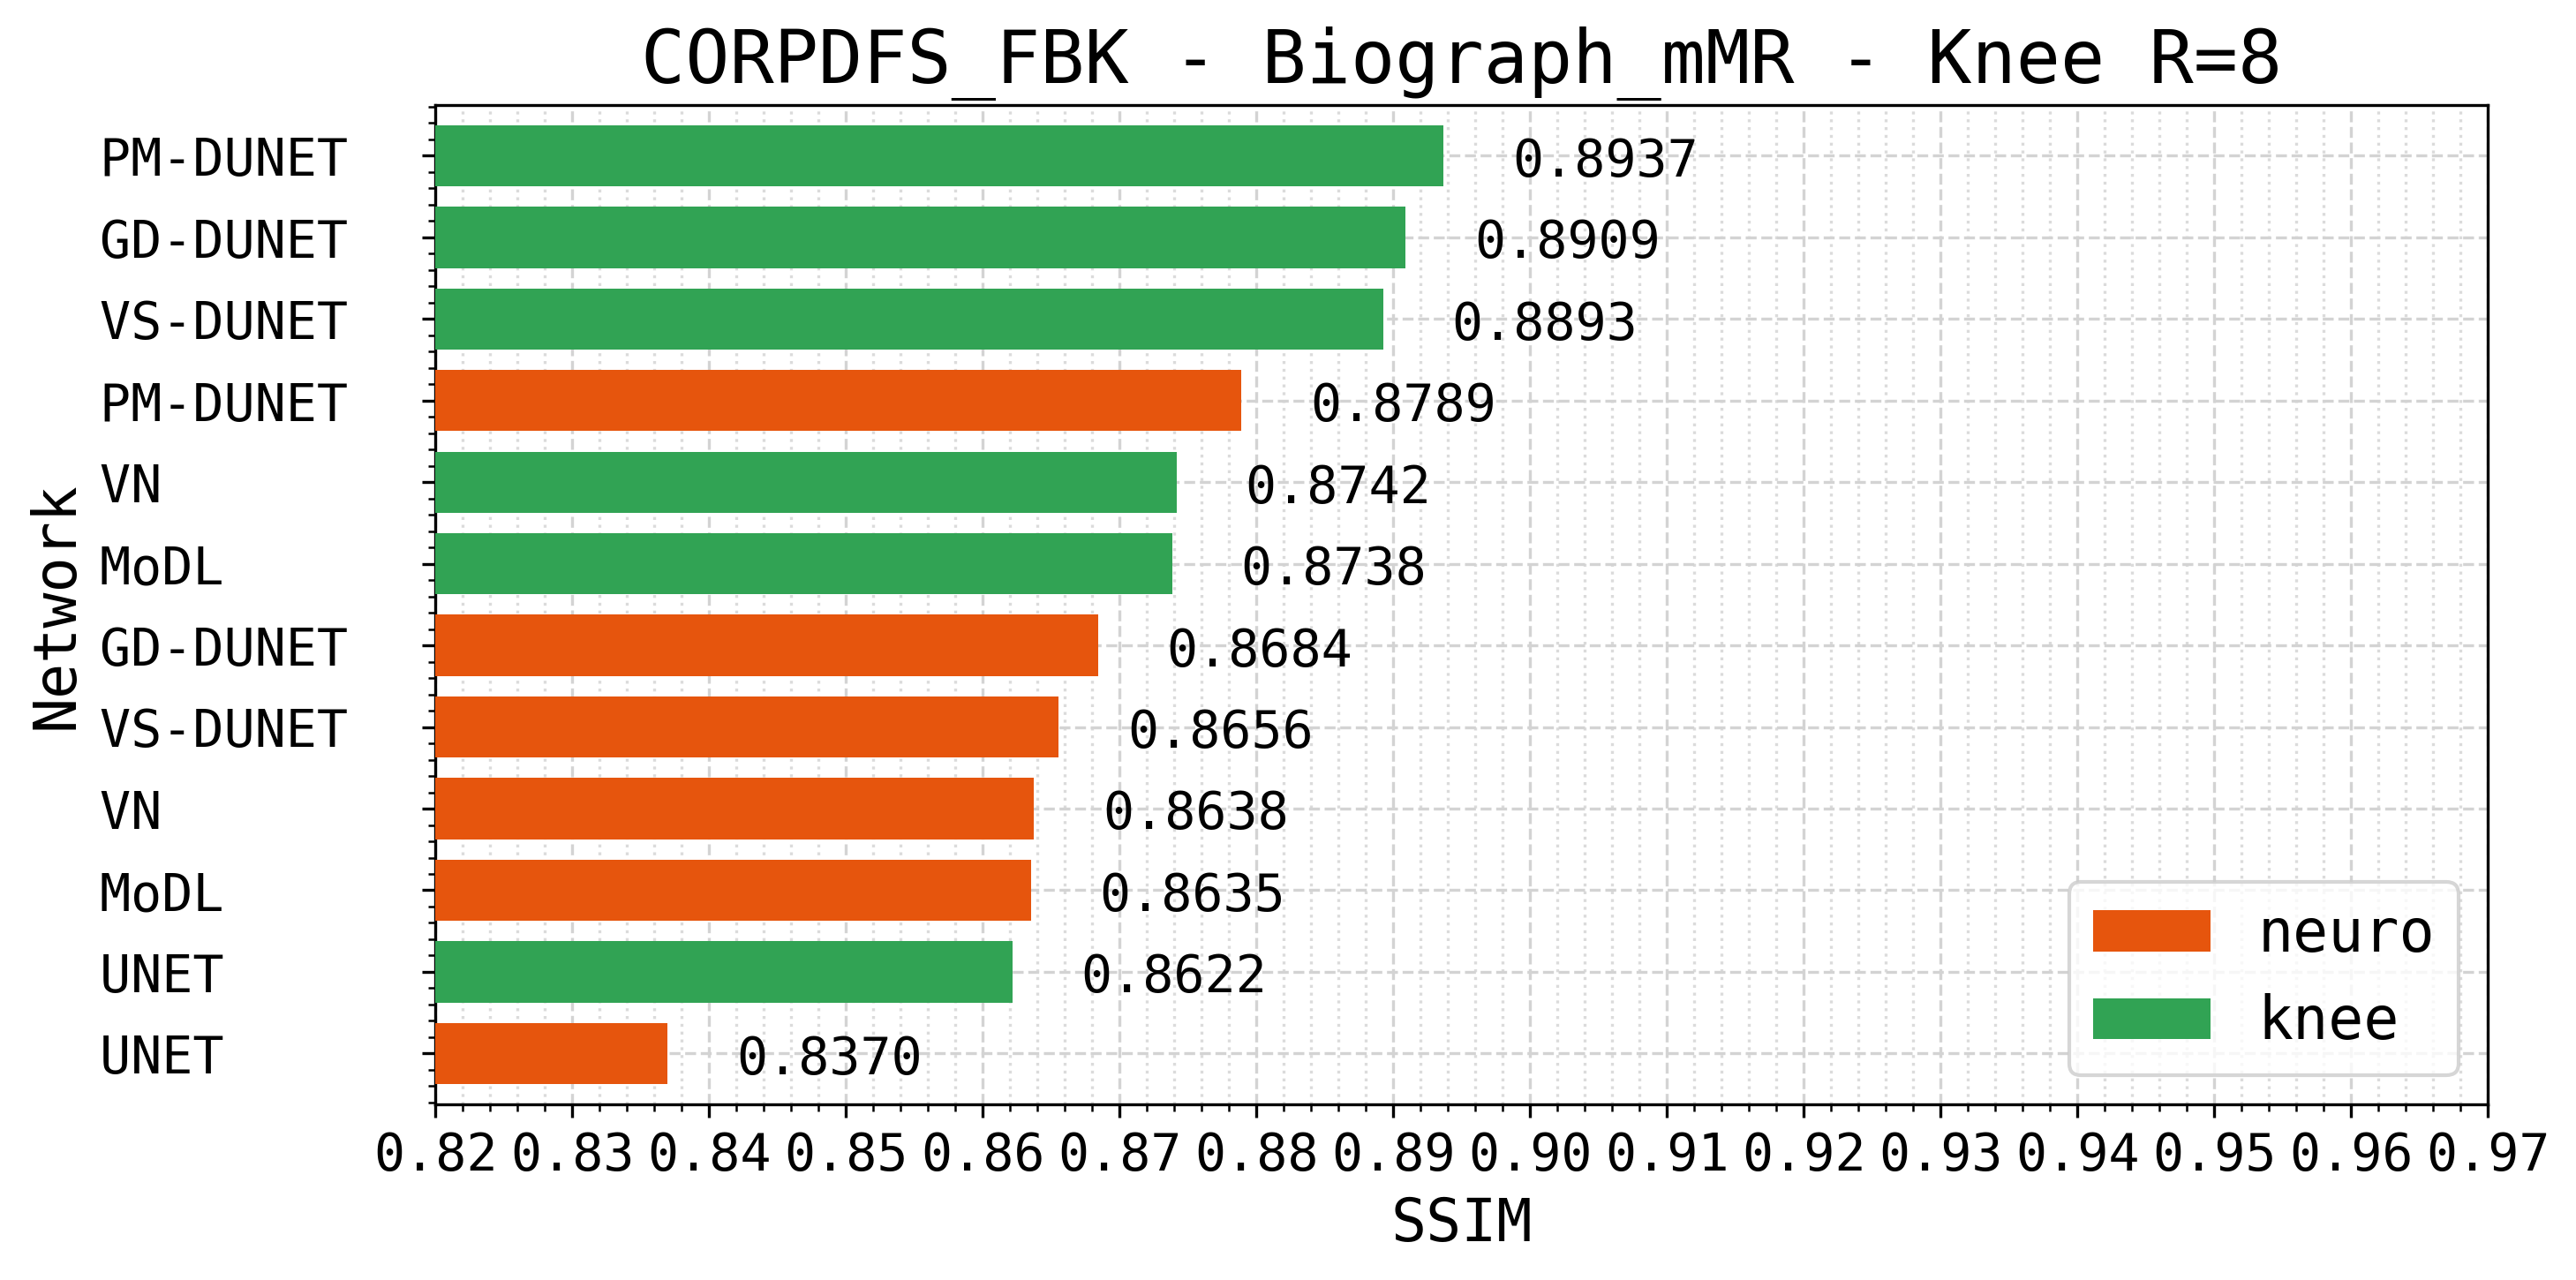 CORPDFS_FBK - Biograph_mMR - Knee R=8
Network
PM-DUNET 0.8937
GD-DUNET 0.8909
VS-DUNET 0.8893
PM-DUNET 0.8789
VN 0.8742
MoDL 0.8738
GD-DUNET 0.8684
VS-DUNET 0.8656
VN 0.8638
MoDL 0.8635
UNET 0.8622
UNET 0.8370
neuro
knee
0.82 0.83 0.84 0.85 0.86 0.87 0.88 0.89 0.90 0.91 0.92 0.93 0.94 0.95 0.96 0.97
SSIM